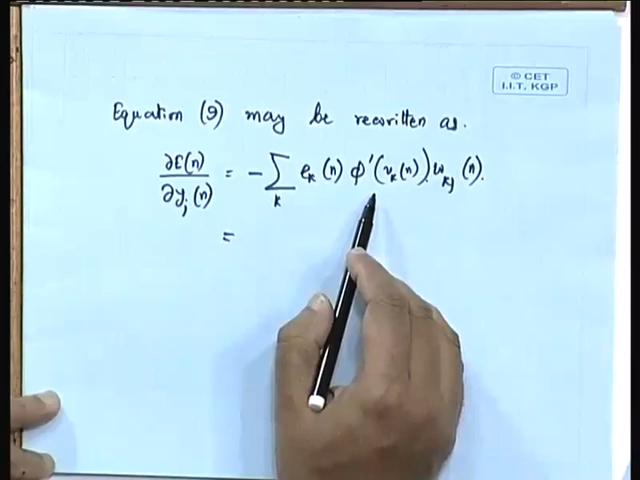 © CET
I.I.T. KGP
Equation (9) may be rewritten as.
∂E(n)/∂y_j(n) = - Σ_k e_k(n) φ'(v_k(n)). w_kj(n).
=